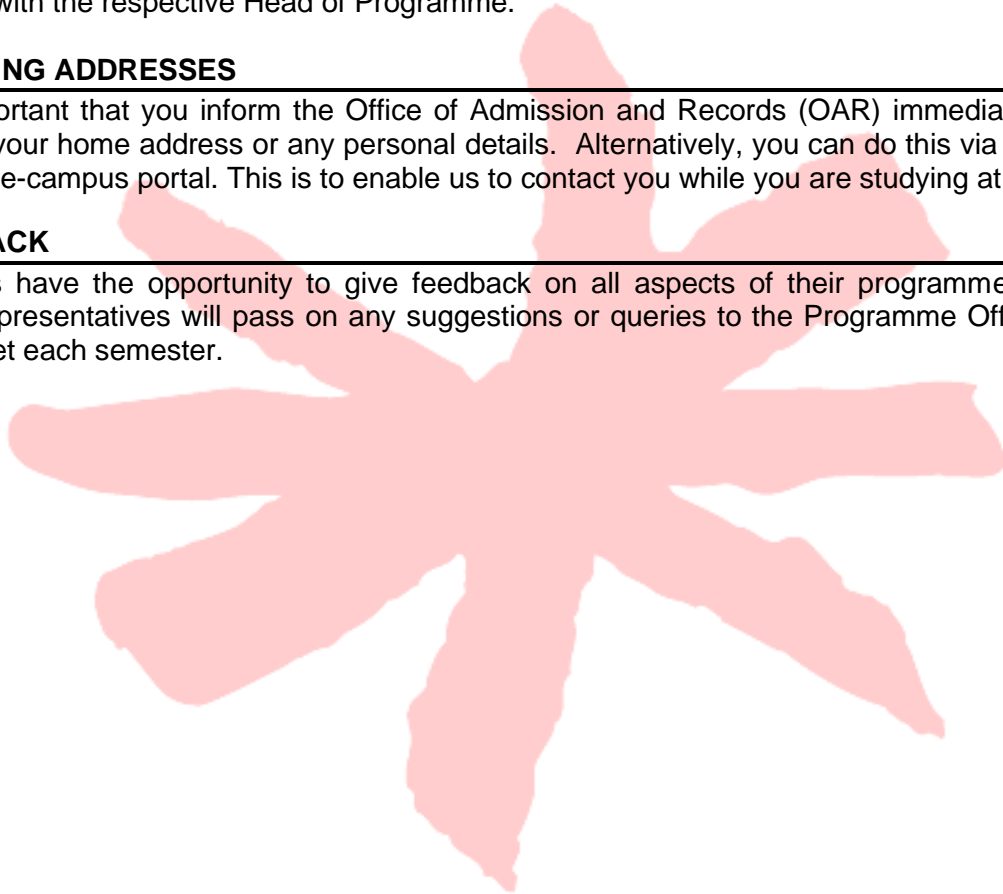 with the respective Head of Programme.
NG ADDRESSES
ortant that you inform the Office of Admission and Records (OAR) immedia
your home address or any personal details. Alternatively, you can do this via
e-campus portal. This is to enable us to contact you while you are studying at
ACK
s have the opportunity to give feedback on all aspects of their programme
presentatives will pass on any suggestions or queries to the Programme Off
et each semester.